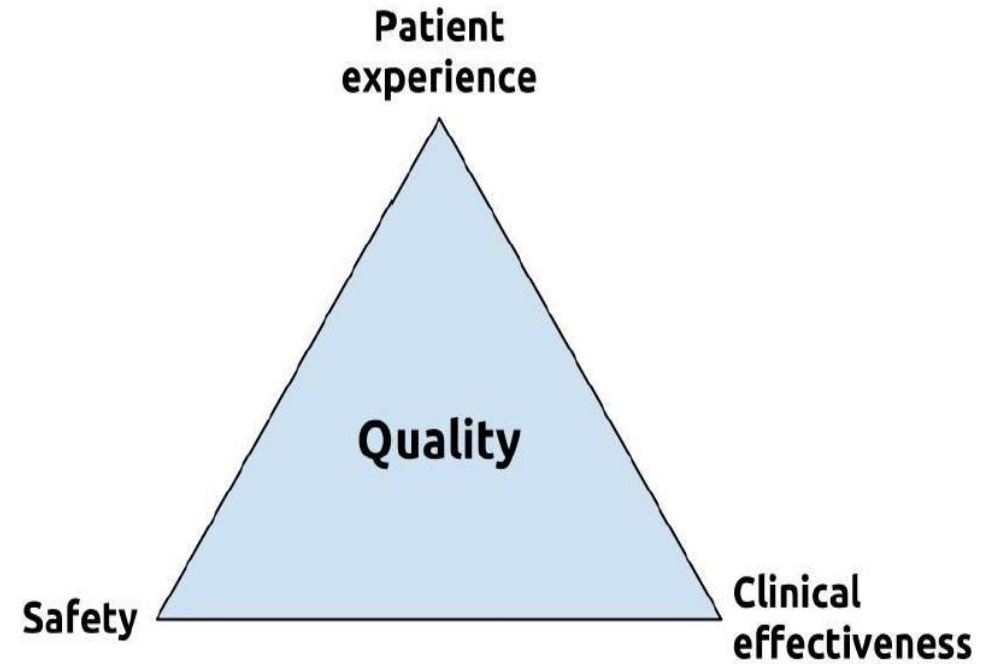 Patient
experience
Quality
Safety
Clinical
effectiveness